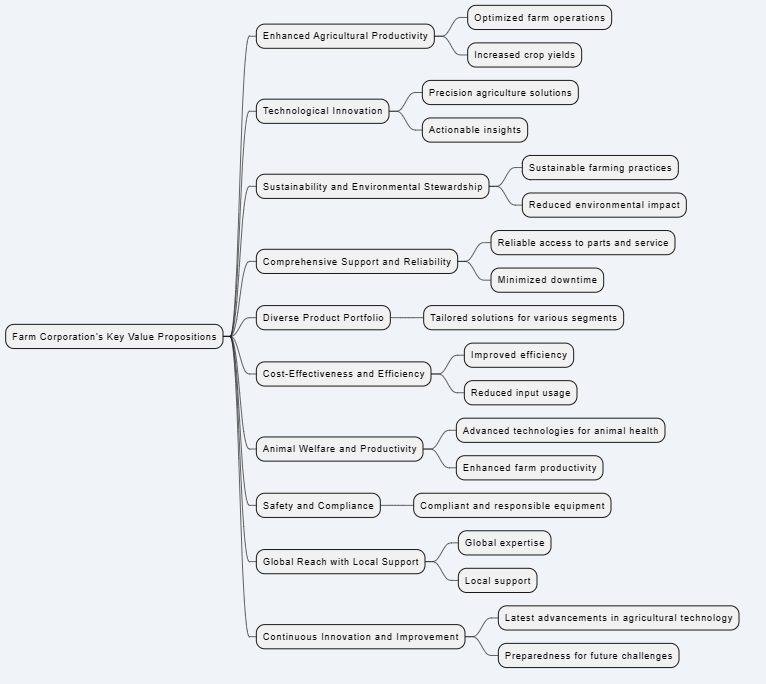 Farm Corporation's Key Value Propositions
Enhanced Agricultural Productivity
Optimized farm operations
Increased crop yields
Technological Innovation
Precision agriculture solutions
Actionable insights
Sustainability and Environmental Stewardship
Sustainable farming practices
Reduced environmental impact
Comprehensive Support and Reliability
Reliable access to parts and service
Minimized downtime
Diverse Product Portfolio
Tailored solutions for various segments
Cost-Effectiveness and Efficiency
Improved efficiency
Reduced input usage
Animal Welfare and Productivity
Advanced technologies for animal health
Enhanced farm productivity
Safety and Compliance
Compliant and responsible equipment
Global Reach with Local Support
Global expertise
Local support
Continuous Innovation and Improvement
Latest advancements in agricultural technology
Preparedness for future challenges